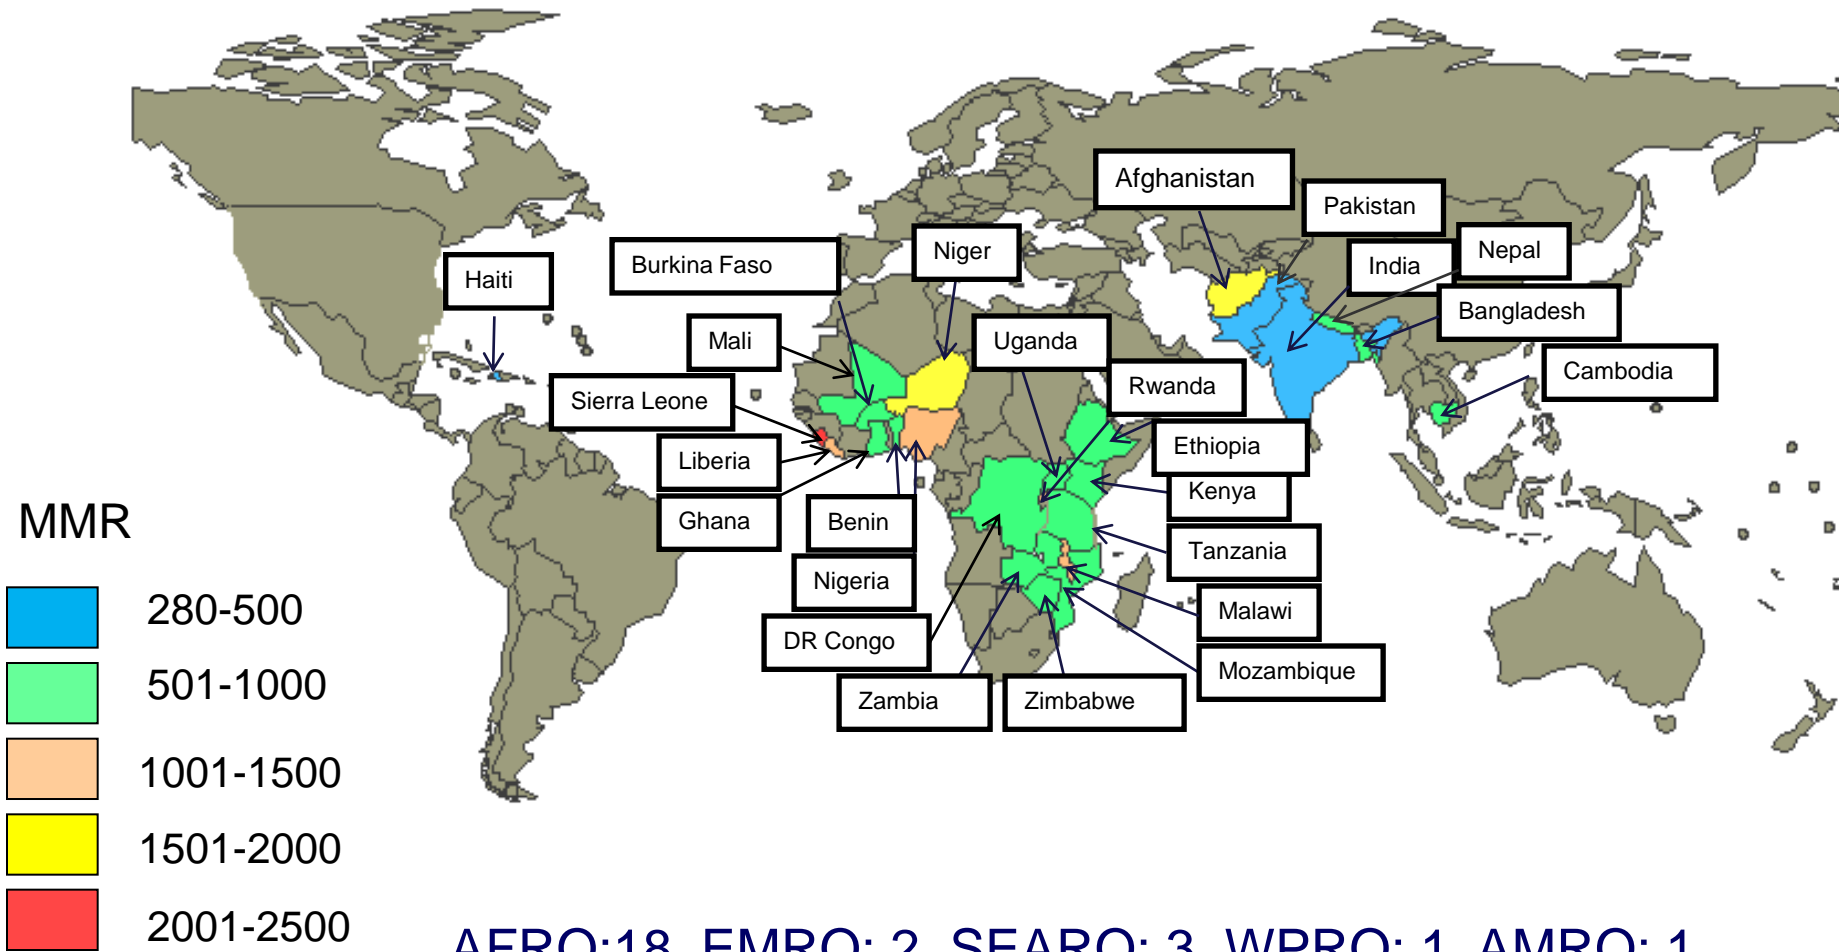 Afghanistan
Pakistan
Nepal
India
Niger
Burkina Faso
Haiti
Bangladesh
Mali
Uganda
Cambodia
Rwanda
Sierra Leone
Ethiopia
Liberia
Kenya
MMR
Ghana
Benin
Tanzania
Nigeria
280-500
Malawi
DR Congo
Mozambique
501-1000
Zambia
Zimbabwe
1001-1500
1501-2000
2001-2500
AFRO:18, EMRO: 2, SEARO: 3, WPRO: 1, AMRO: 1